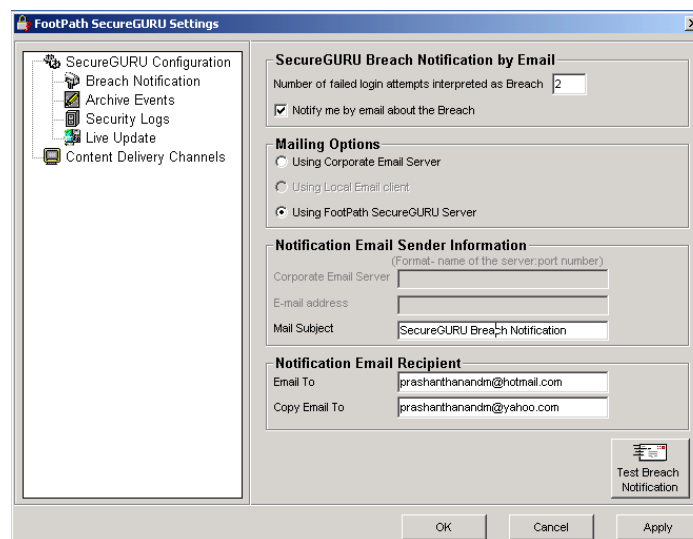 FootPath SecureGURU Settings
SecureGURU Configuration
Breach Notification
Archive Events
Security Logs
Live Update
Content Delivery Channels
SecureGURU Breach Notification by Email
Number of failed login attempts interpreted as Breach 2
Notify me by email about the Breach
Mailing Options
Using Corporate Email Server
Using Local Email client
Using FootPath SecureGURU Server
Notification Email Sender Information
(Format- name of the server:port number)
Corporate Email Server
E-mail address
Mail Subject SecureGURU Breach Notification
Notification Email Recipient
Email To prashanthanandm@hotmail.com
Copy Email To prashanthanandm@yahoo.com
Test Breach
Notification
OK Cancel Apply